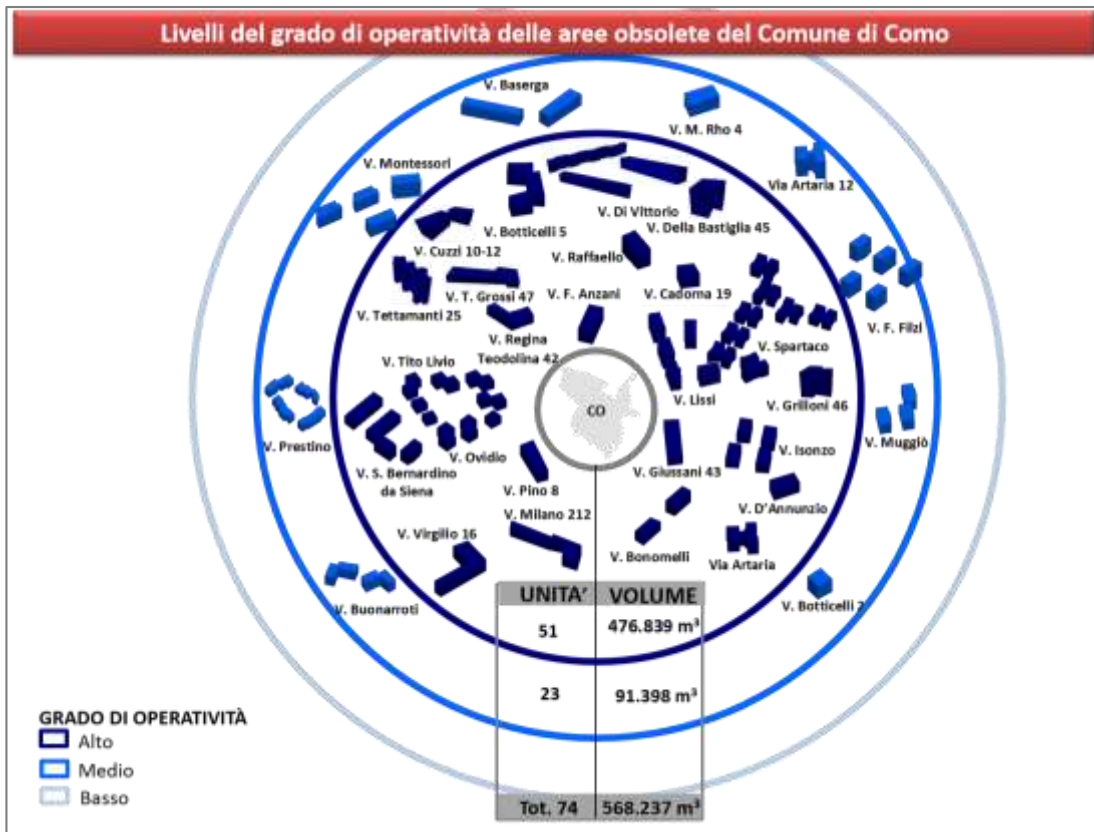 Livelli del grado di operatività delle aree obsolete del Comune di Como
V. Baserga
V. M. Rho 4
V. Montessori
Via Artaria 12
V. Di Vittorio
V. Botticelli 5
V. Della Bastiglia 45
V. Cuzzi 10-12
V. Raffaello
V. T. Grossi 47
V. F. Anzani
V. Cadorna 19
V. Tettamanti 25
V. F. Filzi
V. Regina
Teodolina 42
V. Spartaco
V. Tito Livio
V. Lissi
V. Grilloni 46
CO
V. Prestino
V. Muggiò
V. Ovidio
V. Isonzo
V. S. Bernardino
da Siena
V. Giussani 43
V. Pino 8
V. D'Annunzio
V. Milano 212
V. Virgilio 16
V. Bonomelli
Via Artaria
V. Buonarroti
V. Botticelli 2
UNITA' VOLUME
51 476.839 m³
23 91.398 m³
Tot. 74 568.237 m³
GRADO DI OPERATIVITÀ
Alto
Medio
Basso